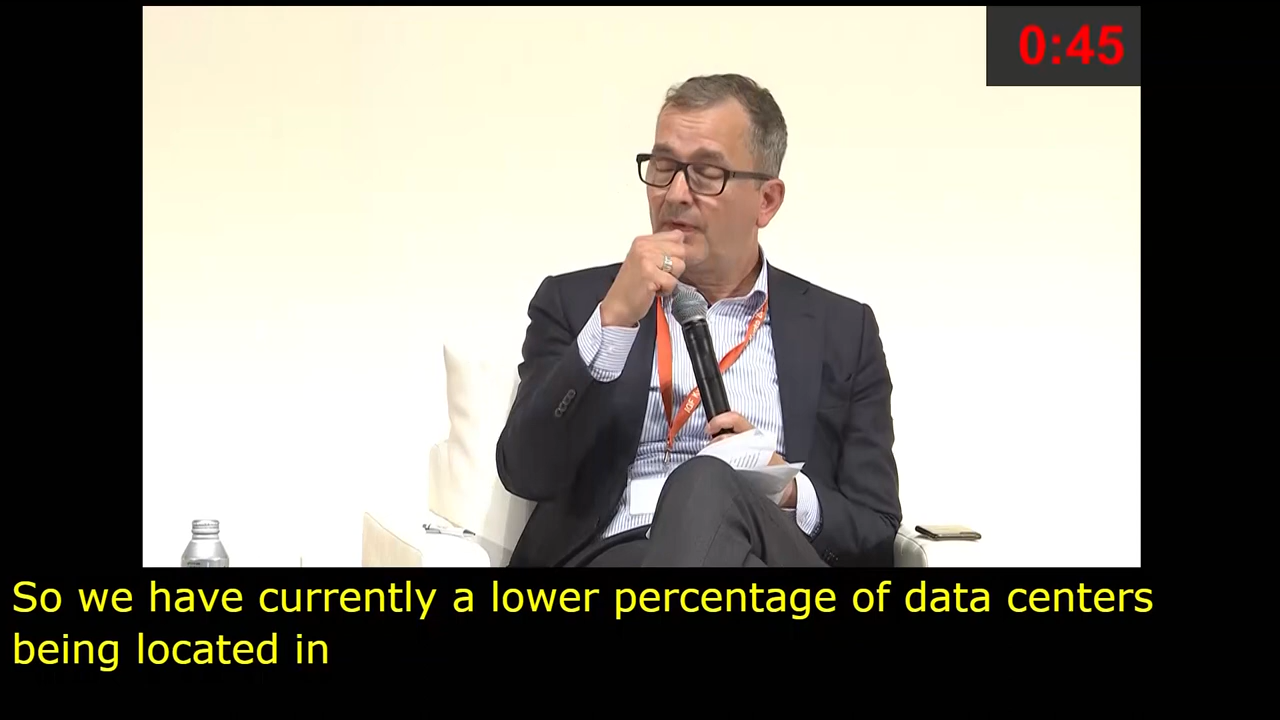 0:45
So we have currently a lower percentage of data centers
being located in